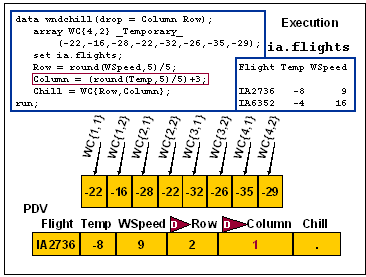 data wndchill(drop = Column Row);
array WC{4,2} _Temporary_
(-22,-16,-28,-22,-32,-26,-35,-29);
set ia.flights;
Row = round(WSpeed,5)/5;
Column = (round(Temp,5)/5)+3;
Chill = WC{Row,Column};
run;
Execution
ia.flights
Flight Temp WSpeed
IA2736 -8 9
IA6352 -4 16
WC{1,1} WC{1,2} WC{2,1} WC{2,2} WC{3,1} WC{3,2} WC{4,1} WC{4,2}
-22 -16 -28 -22 -32 -26 -35 -29
PDV
Flight Temp WSpeed D Row D Column Chill
IA2736 -8 9 2 1 .